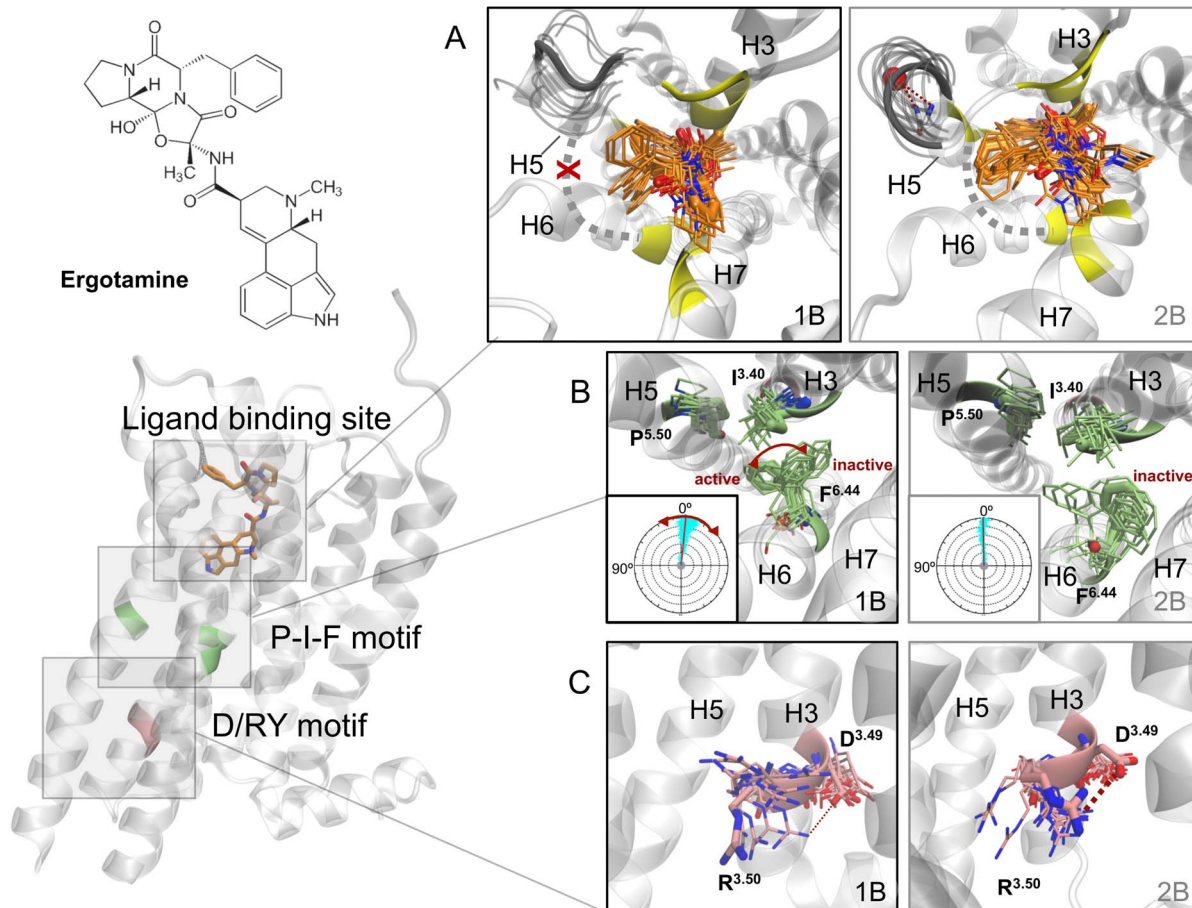 O
N
H
HO
O
N
O
H₃C
NH
O
N
CH₃
H
NH
Ergotamine
A
H3
H5
X
H6
H7
1B
H3
H5
H6
H7
2B
Ligand binding site
P-I-F motif
D/RY motif
B
H5
I3.40
H3
P5.50
active
inactive
F6.44
0º
90º
H6
H7
1B
H5
I3.40
H3
P5.50
inactive
0º
90º
H6
H7
F6.44
2B
C
H5
H3
D3.49
R3.50
1B
H5
H3
D3.49
R3.50
2B